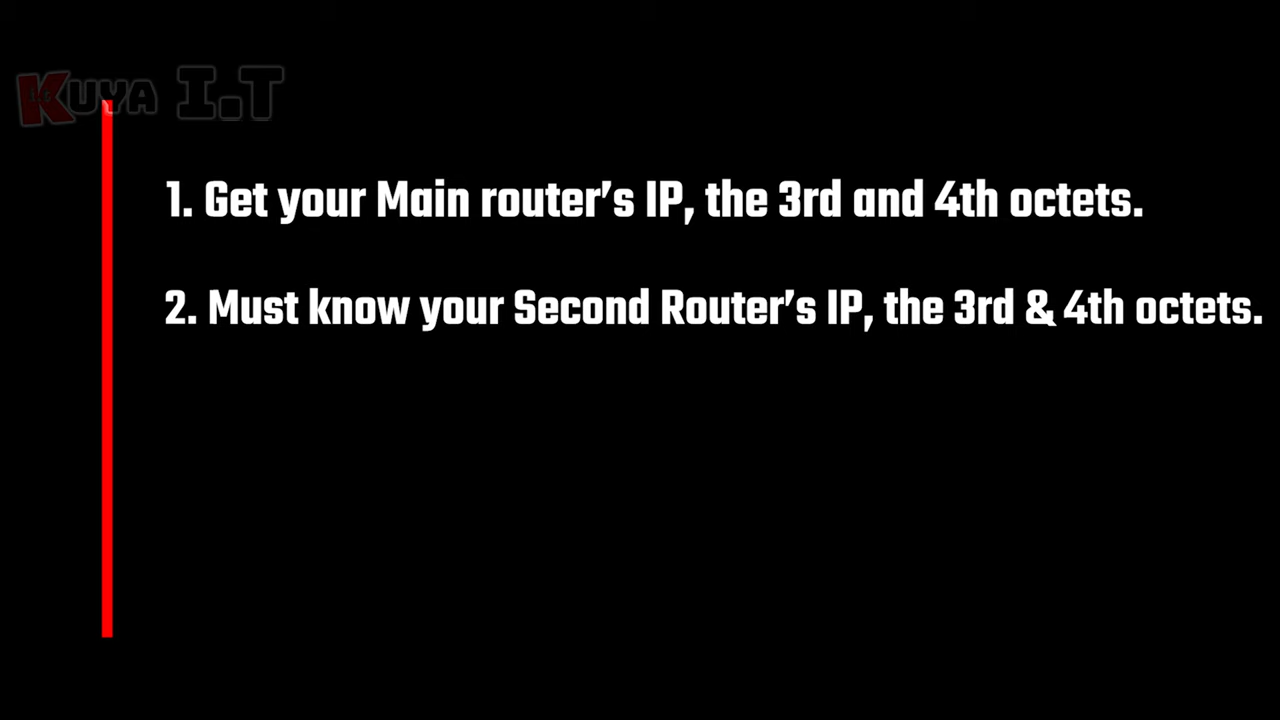 Kuya I.T
1. Get your Main router's IP, the 3rd and 4th octets.
2. Must know your Second Router's IP, the 3rd & 4th octets.